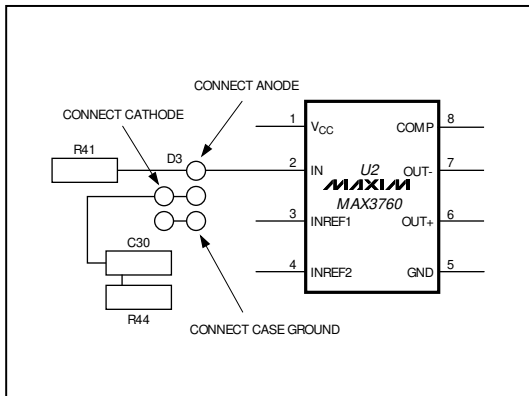 CONNECT ANODE
CONNECT CATHODE
R41
D3
1
VCC
COMP
8
2
IN
U2
OUT-
7
MAXIM
MAX3760
3
INREF1
OUT+
6
C30
4
INREF2
GND
5
R44
CONNECT CASE GROUND